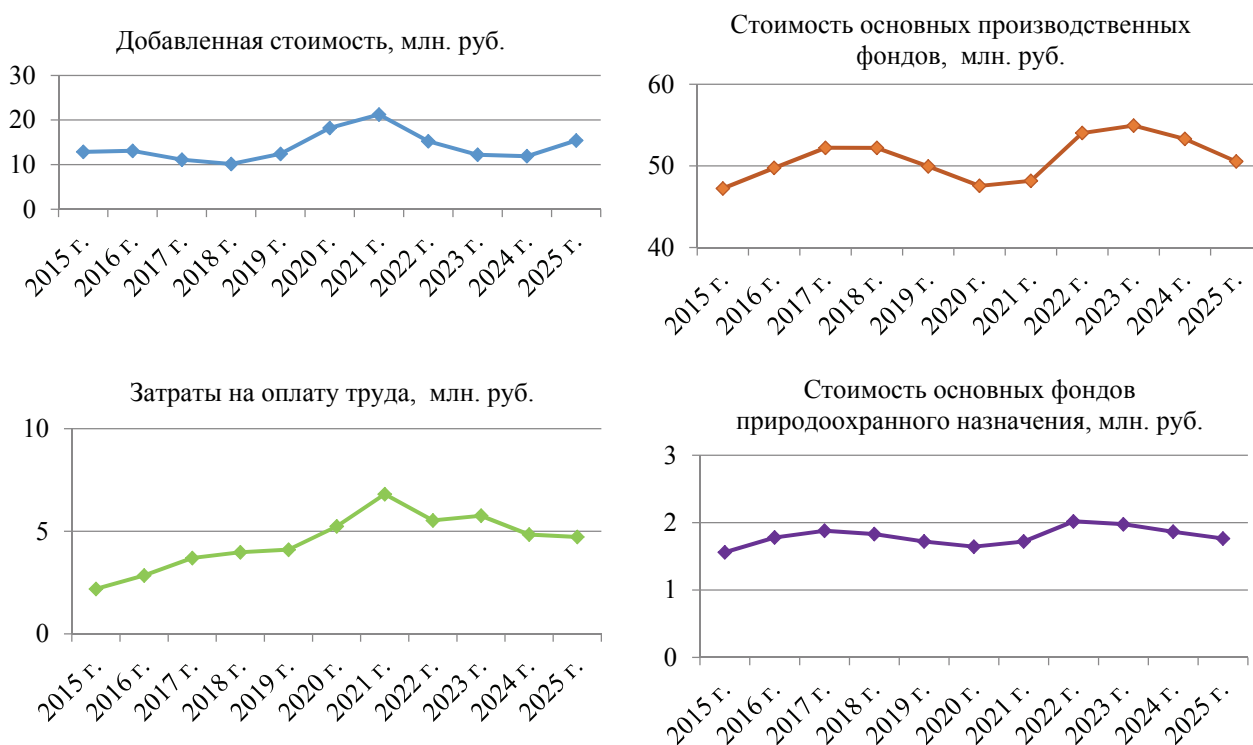 Добавленная стоимость, млн. руб.
30
20
10
0
2015 г.
2016 г.
2017 г.
2018 г.
2019 г.
2020 г.
2021 г.
2022 г.
2023 г.
2024 г.
2025 г.
Стоимость основных производственных
фондов, млн. руб.
60
50
40
2015 г.
2016 г.
2017 г.
2018 г.
2019 г.
2020 г.
2021 г.
2022 г.
2023 г.
2024 г.
2025 г.
Затраты на оплату труда, млн. руб.
10
5
0
2015 г.
2016 г.
2017 г.
2018 г.
2019 г.
2020 г.
2021 г.
2022 г.
2023 г.
2024 г.
2025 г.
Стоимость основных фондов
природоохранного назначения, млн. руб.
3
2
1
0
2015 г.
2016 г.
2017 г.
2018 г.
2019 г.
2020 г.
2021 г.
2022 г.
2023 г.
2024 г.
2025 г.